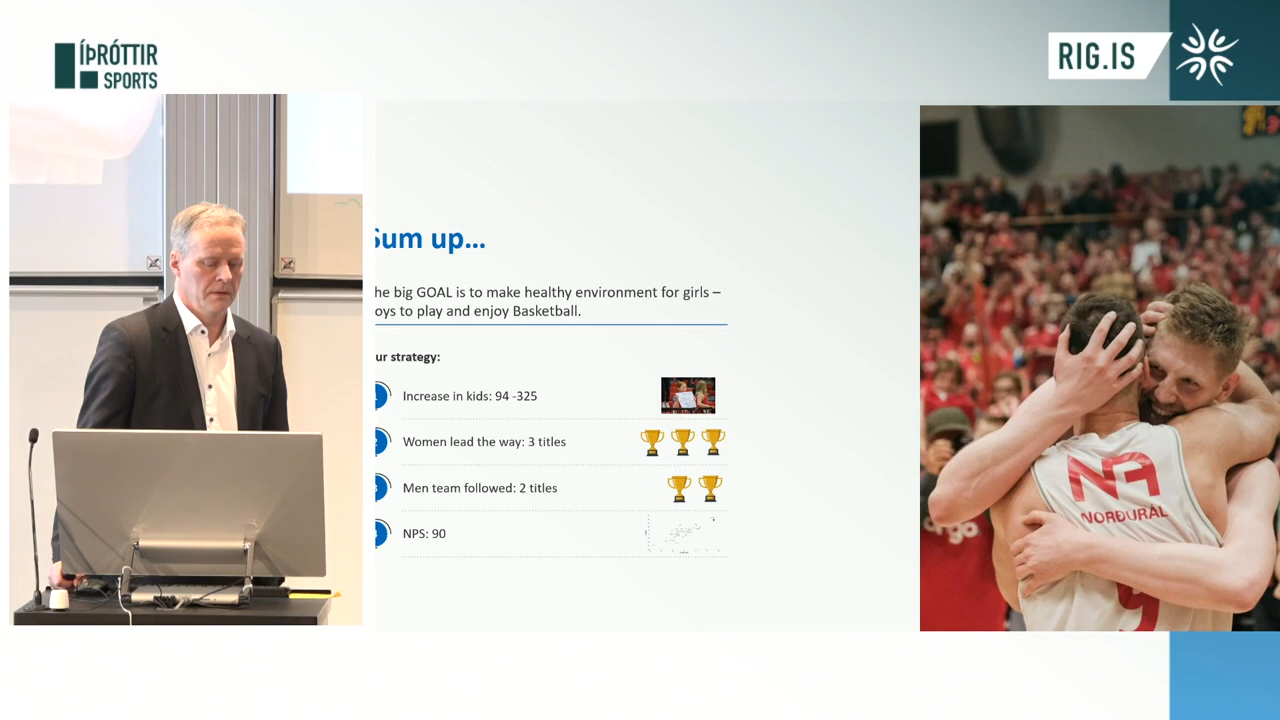 ÍÞRÓTTIR
SPORTS
RIG.IS
Sum up...
he big GOAL is to make healthy environment for girls –
oys to play and enjoy Basketball.
ur strategy:
Increase in kids: 94 -325
Women lead the way: 3 titles
Men team followed: 2 titles
NPS: 90
NORÐURÁL